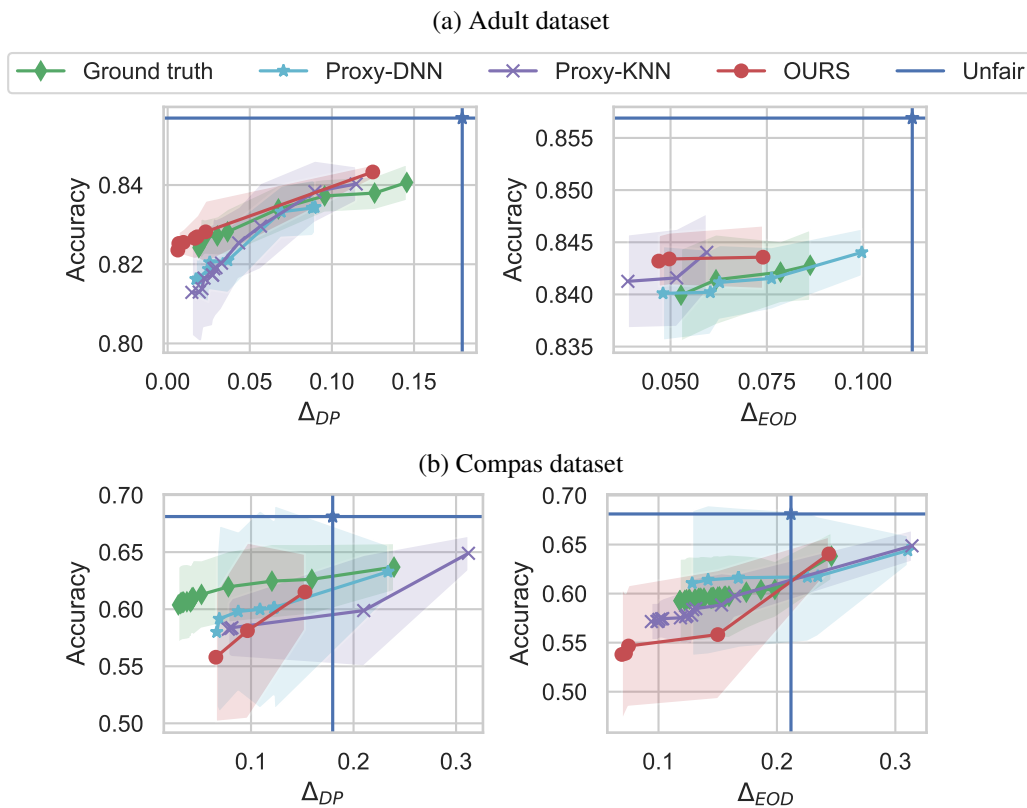 (a) Adult dataset
Ground truth Proxy-DNN Proxy-KNN OURS Unfair
Accuracy
0.84
0.82
0.80
0.00 0.05 0.10 0.15
Δ_DP
Accuracy
0.855
0.850
0.845
0.840
0.835
0.050 0.075 0.100
Δ_EOD
(b) Compas dataset
Accuracy
0.70
0.65
0.60
0.55
0.50
0.1 0.2 0.3
Δ_DP
Accuracy
0.70
0.65
0.60
0.55
0.50
0.1 0.2 0.3
Δ_EOD